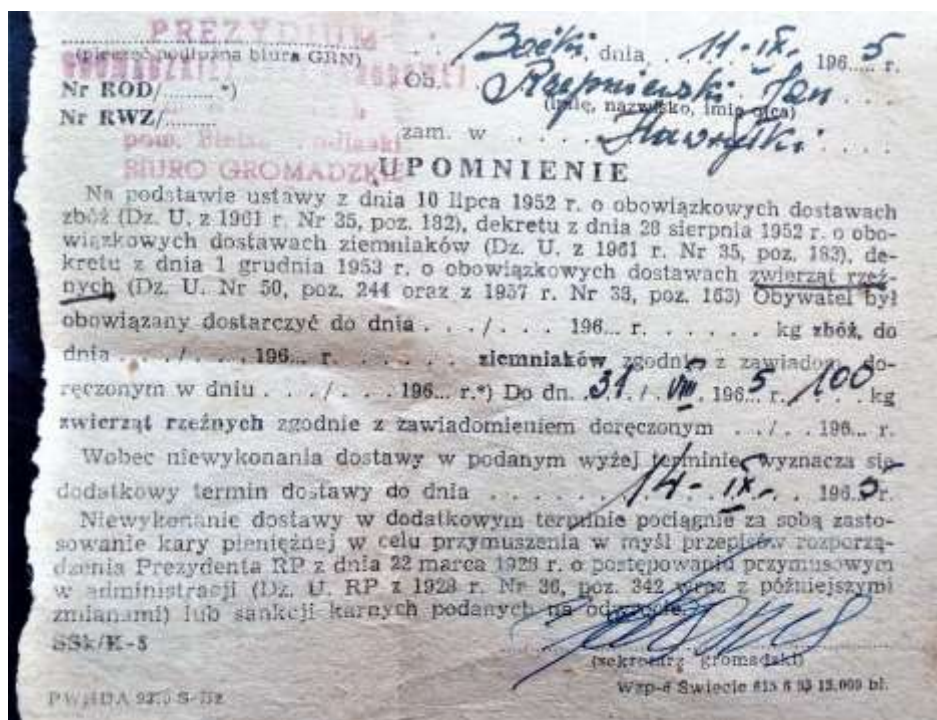 PREZYDIUM
(pieczęć podłużna biura GRN)
Boćki, dnia 11-IX- 1965 r.
Nr ROD/........*)
Ob. Jan
(imię, nazwisko, imię ojca)
Nr RWZ/........
zam. w
pow. Bielsk Podlaski
BIURO GROMADZKIE
UPOMNIENIE
Na podstawie ustawy z dnia 10 lipca 1952 r. o obowiązkowych dostawach
zbóż (Dz. U. z 1961 r. Nr 35, poz. 182), dekretu z dnia 28 sierpnia 1952 r. o obo-
wiązkowych dostawach ziemniaków (Dz. U. z 1961 r. Nr 35, poz. 183), de-
kretu z dnia 1 grudnia 1953 r. o obowiązkowych dostawach zwierząt rzeź-
nych (Dz. U. Nr 50, poz. 244 oraz z 1957 r. Nr 33, poz. 163) Obywatel był
obowiązany dostarczyć do dnia . . . / . . . 196... r. . . . . . . kg zbóż, do
dnia . . . / . . . 196... r. . . . . . . ziemniaków zgodnie z zawiadom. do-
ręczonym w dniu . . . / . . . 196... r.*) Do dn. 31 / VIII 1965 r. 100 kg
zwierząt rzeźnych zgodnie z zawiadomieniem doręczonym . . / . . 196... r.
Wobec niewykonania dostawy w podanym wyżej terminie, wyznacza się
dodatkowy termin dostawy do dnia . . . . . . 14-IX- . . 1965 r.
Niewykonanie dostawy w dodatkowym terminie pociągnie za sobą zasto-
sowanie kary pieniężnej w celu przymuszenia w myśl przepisów rozporzą-
dzenia Prezydenta RP z dnia 22 marca 1928 r. o postępowaniu przymusowym
w administracji (Dz. U. RP z 1928 r. Nr 36, poz. 342 wraz z późniejszymi
zmianami) lub sankcji karnych podanych na odwrocie.
SSk/K-8
(sekretarz gromadzki)
Świecie